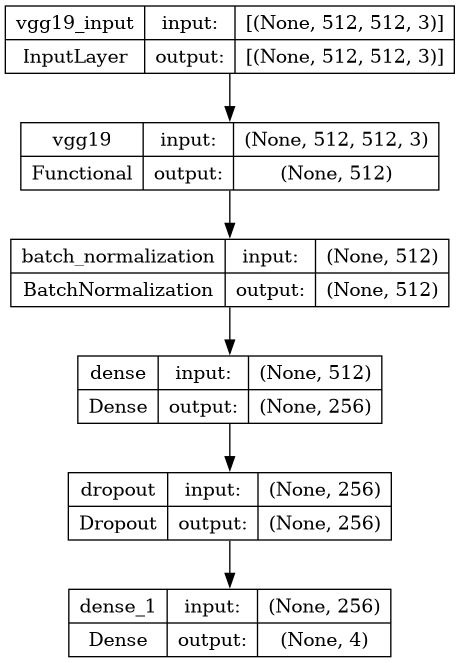 vgg19_input input: [(None, 512, 512, 3)]
InputLayer output: [(None, 512, 512, 3)]
vgg19 input: (None, 512, 512, 3)
Functional output: (None, 512)
batch_normalization input: (None, 512)
BatchNormalization output: (None, 512)
dense input: (None, 512)
Dense output: (None, 256)
dropout input: (None, 256)
Dropout output: (None, 256)
dense_1 input: (None, 256)
Dense output: (None, 4)